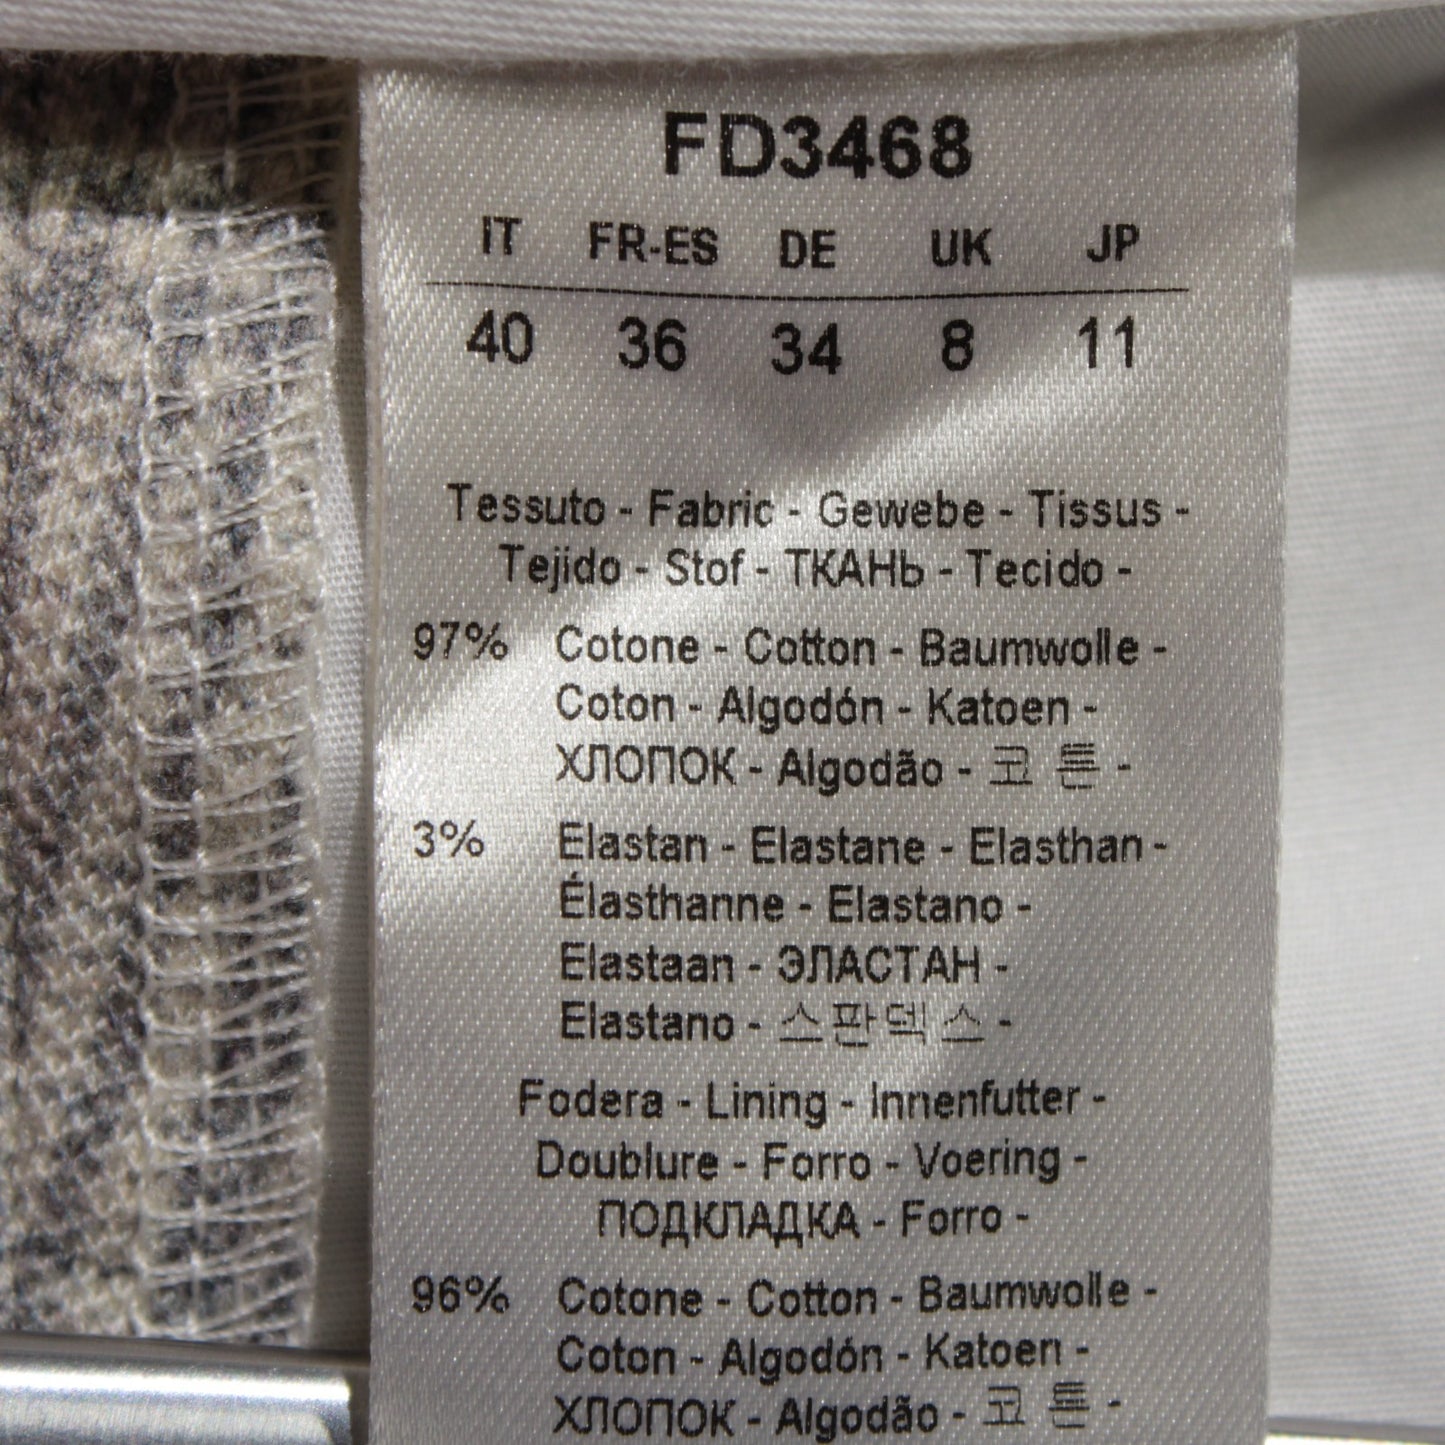 FD3468
IT FR-ES DE UK JP
40 36 34 8 11
Tessuto - Fabric - Gewebe - Tissus -
Tejido - Stof - ТКАНЬ - Tecido -
97% Cotone - Cotton - Baumwolle -
Coton - Algodón - Katoen -
ХЛОПОК - Algodão - 코튼 -
3% Elastan - Elastane - Elasthan -
Élasthanne - Elastano -
Elastaan - ЭЛАСТАН -
Elastano - 스판덱스 -
Fodera - Lining - Innenfutter -
Doublure - Forro - Voering -
ПОДКЛАДКА - Forro -
96% Cotone - Cotton - Baumwolle -
Coton - Algodón - Katoen -
ХЛОПОК - Algodão - 코튼 -